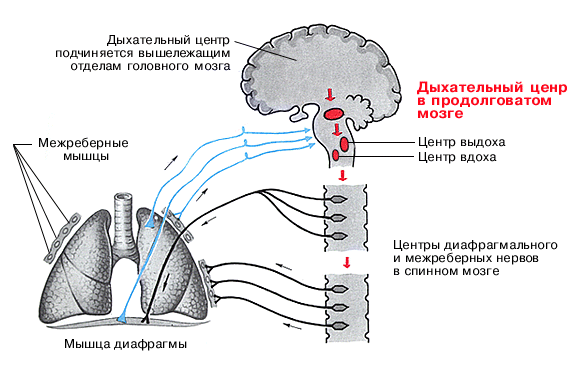 Дыхательный центр
подчиняется вышележащим
отделам головного мозга
Дыхательный ценр
в продолговатом
мозге
Межреберные
мышцы
Центр выдоха
Центр вдоха
Центры диафрагмального
и межреберных нервов
в спинном мозге
Мышца диафрагмы